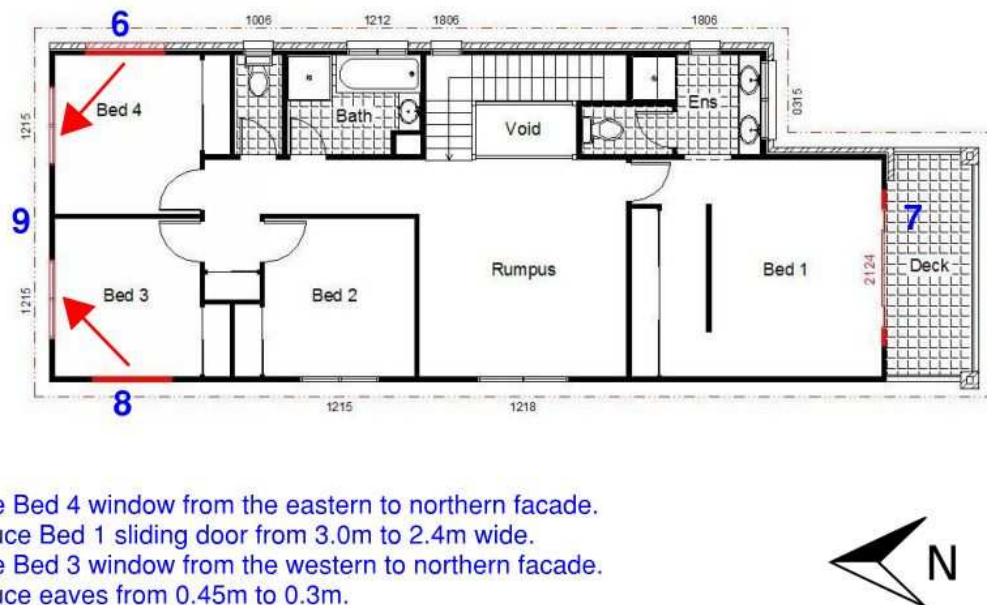 6
1006
1212
1806
1806
1215
Bed 4
Bath
Void
Ens
0315
9
7
1215
Bed 3
Bed 2
Rumpus
Bed 1
2124
Deck
8
1215
1218
e Bed 4 window from the eastern to northern facade.
uce Bed 1 sliding door from 3.0m to 2.4m wide.
e Bed 3 window from the western to northern facade.
uce eaves from 0.45m to 0.3m.
N